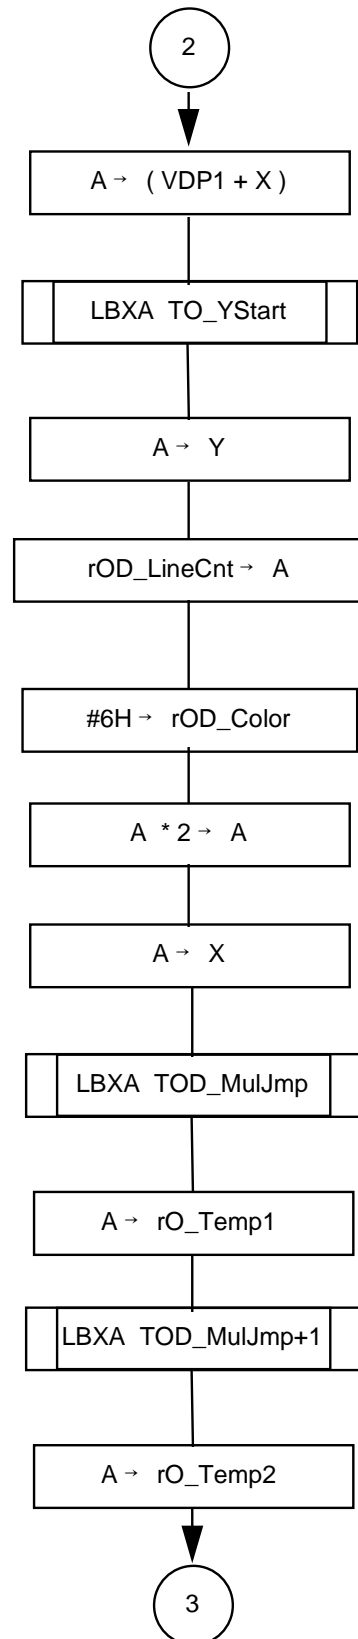 2
A → ( VDP1 + X )
LBXA TO_YStart
A → Y
rOD_LineCnt → A
#6H → rOD_Color
A * 2 → A
A → X
LBXA TOD_MulJmp
A → rO_Temp1
LBXA TOD_MulJmp+1
A → rO_Temp2
3